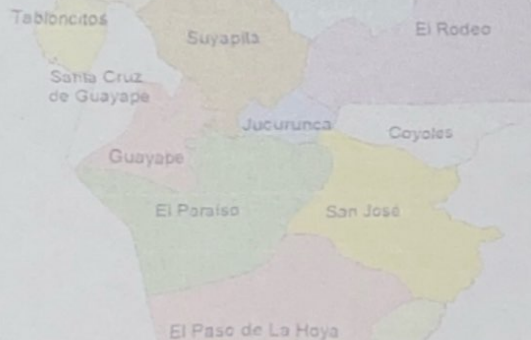 Tabloncitos
El Rodeo
Suyapita
Santa Cruz
de Guayape
Jucurunca
Coyoles
Guayape
El Paraiso
San José
El Paso de La Hoya